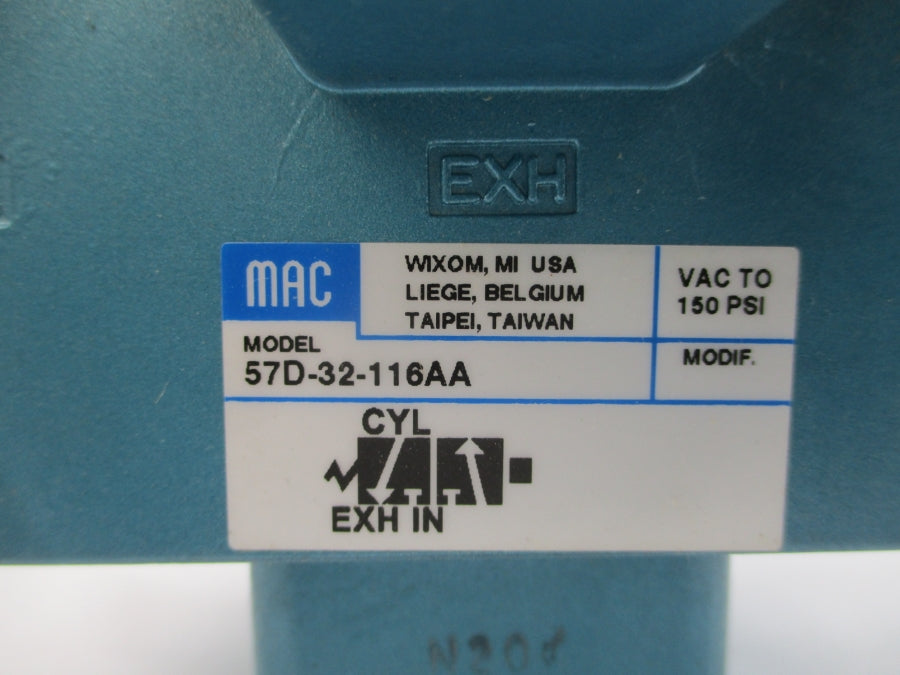 EXH
MAC
WIXOM, MI USA
LIEGE, BELGIUM
TAIPEI, TAIWAN
VAC TO
150 PSI
MODEL
57D-32-116AA
MODIF.
CYL
EXH IN